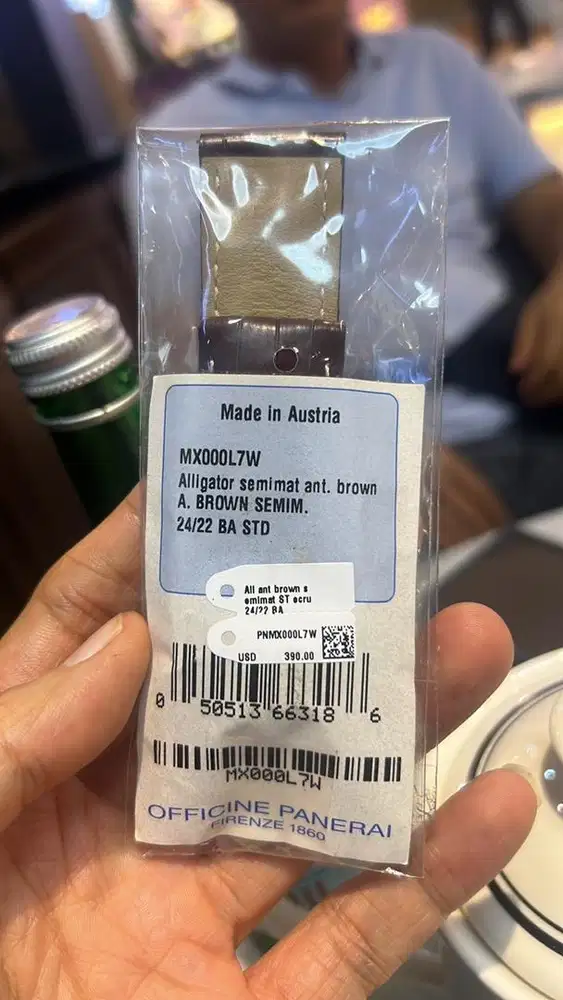 Made in Austria
MX000L7W
Alligator semimat ant. brown
A. BROWN SEMIM.
24/22 BA STD
All ant brown s
emimat ST ecru
24/22 BA
PNMX000L7W
USD 390.00
0 50513 66318 6
MX000L7W
OFFICINE PANERAI
FIRENZE 1860